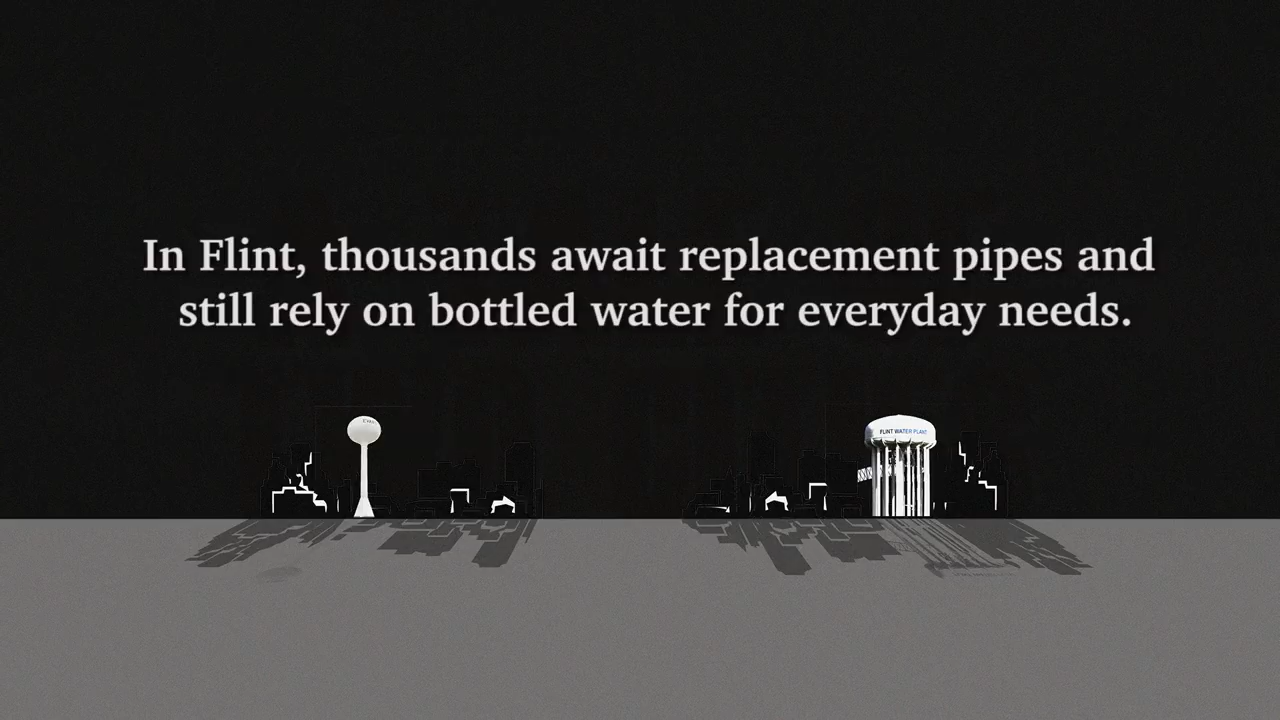 In Flint, thousands await replacement pipes and
still rely on bottled water for everyday needs.
FLINT WATER PLANT